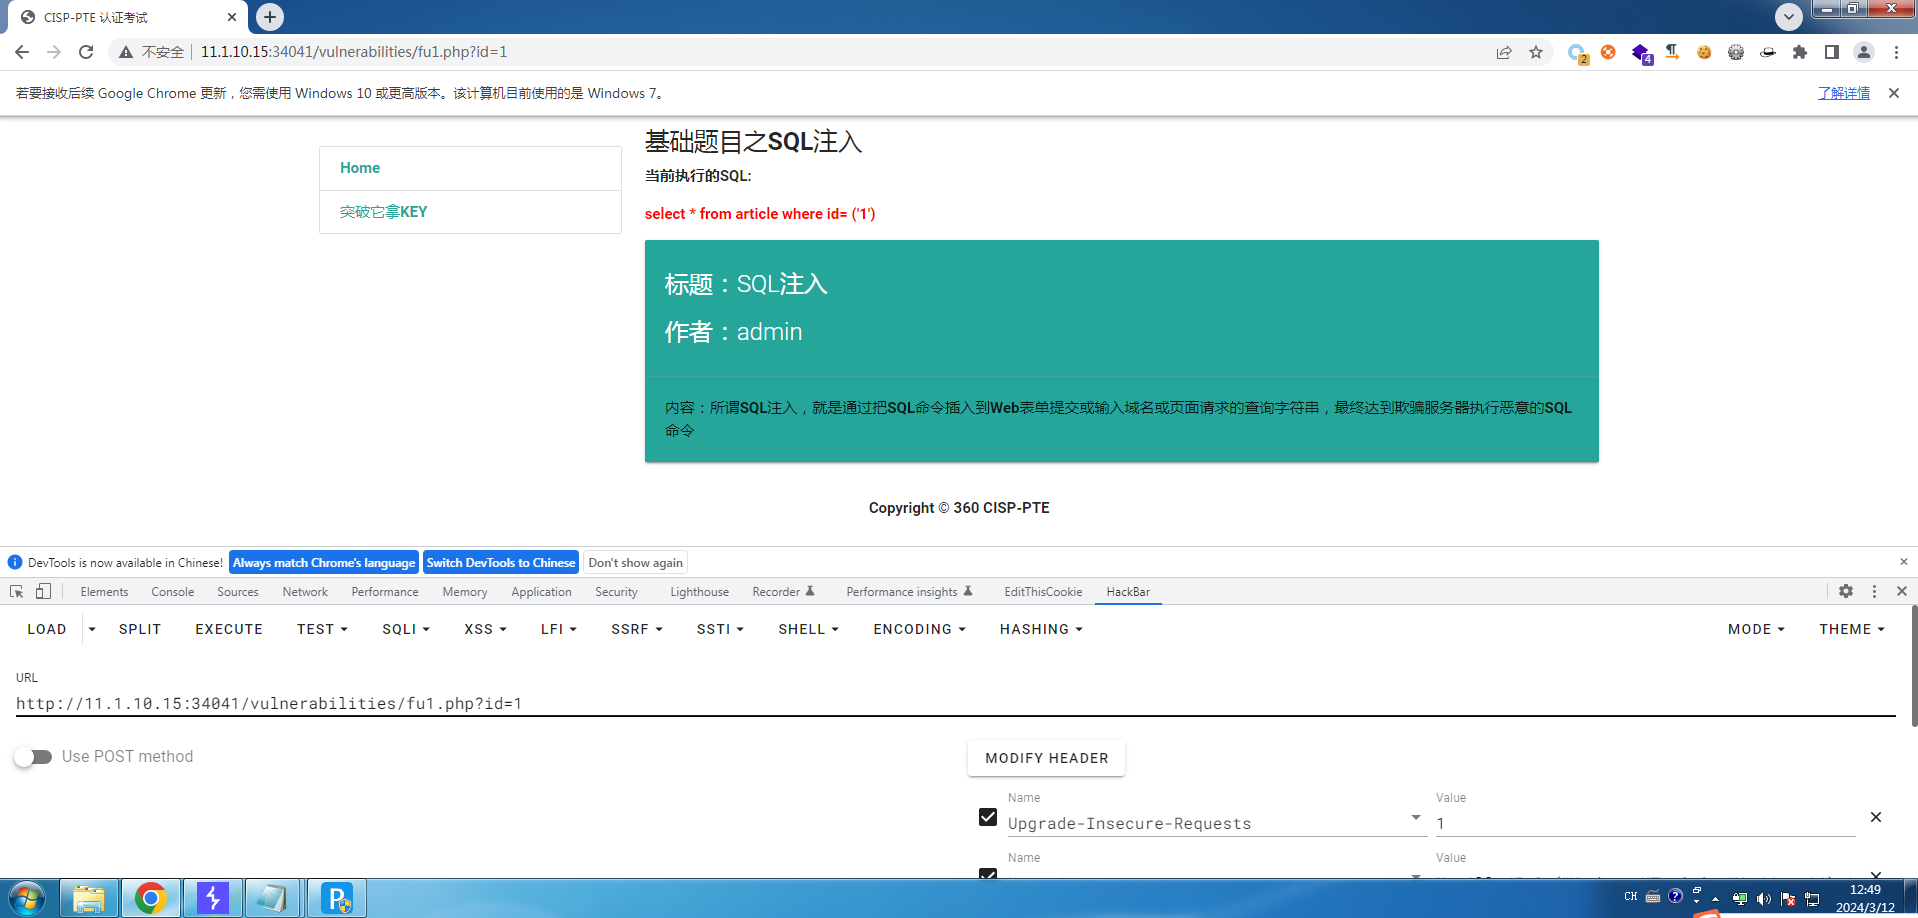 CISP-PTE 认证考试
不安全 11.1.10.15:34041/vulnerabilities/fu1.php?id=1
2
4
若要接收后续 Google Chrome 更新，您需使用 Windows 10 或更高版本。该计算机目前使用的是 Windows 7。 了解详情
Home
突破它拿KEY
基础题目之SQL注入
当前执行的SQL:
select * from article where id= ('1')
标题：SQL注入
作者：admin
内容：所谓SQL注入，就是通过把SQL命令插入到Web表单提交或输入域名或页面请求的查询字符串，最终达到欺骗服务器执行恶意的SQL
命令
Copyright © 360 CISP-PTE
DevTools is now available in Chinese! Always match Chrome's language Switch DevTools to Chinese Don't show again
Elements Console Sources Network Performance Memory Application Security Lighthouse Recorder Performance insights EditThisCookie HackBar
LOAD SPLIT EXECUTE TEST SQLI XSS LFI SSRF SSTI SHELL ENCODING HASHING MODE THEME
URL
http://11.1.10.15:34041/vulnerabilities/fu1.php?id=1
Use POST method
MODIFY HEADER
Name Value
Upgrade-Insecure-Requests 1
Name Value
CH
12:49
2024/3/12